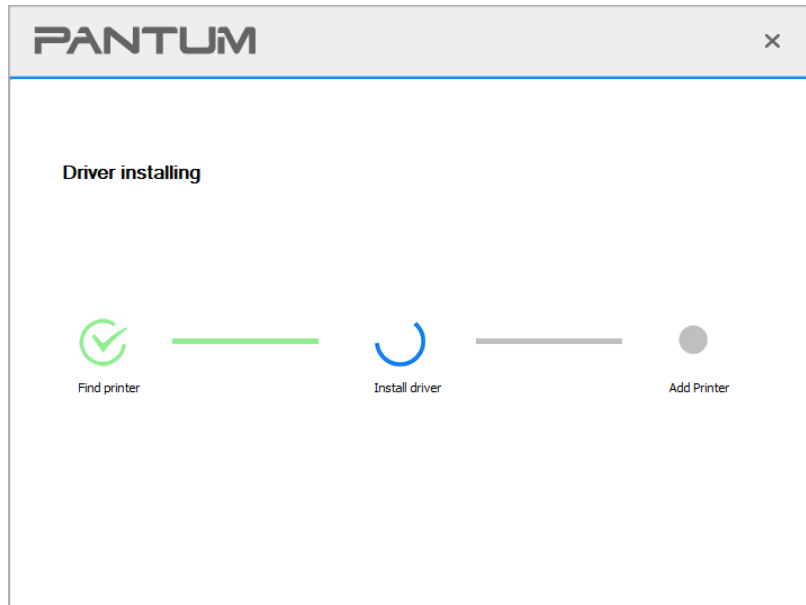 PANTUM
Driver installing
Find printer
Install driver
Add Printer